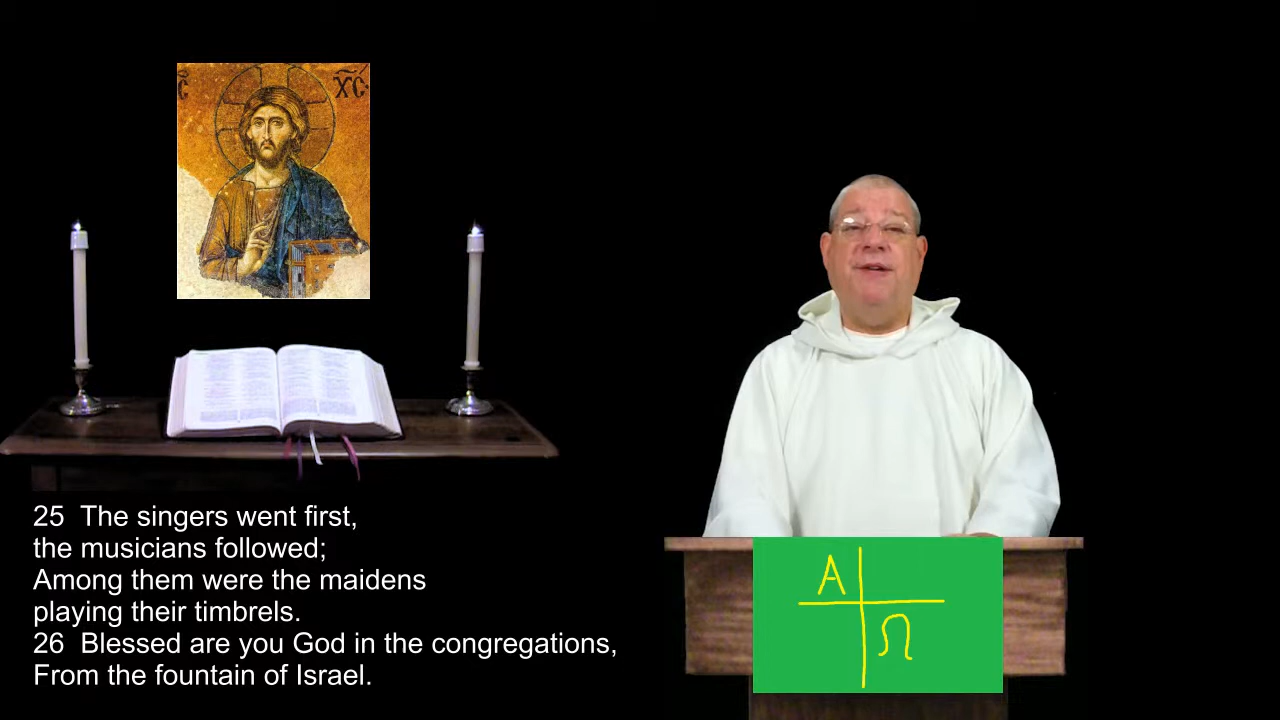 C
XC
25  The singers went first,
the musicians followed;
Among them were the maidens
playing their timbrels.
26  Blessed are you God in the congregations,
From the fountain of Israel.
A
Ω